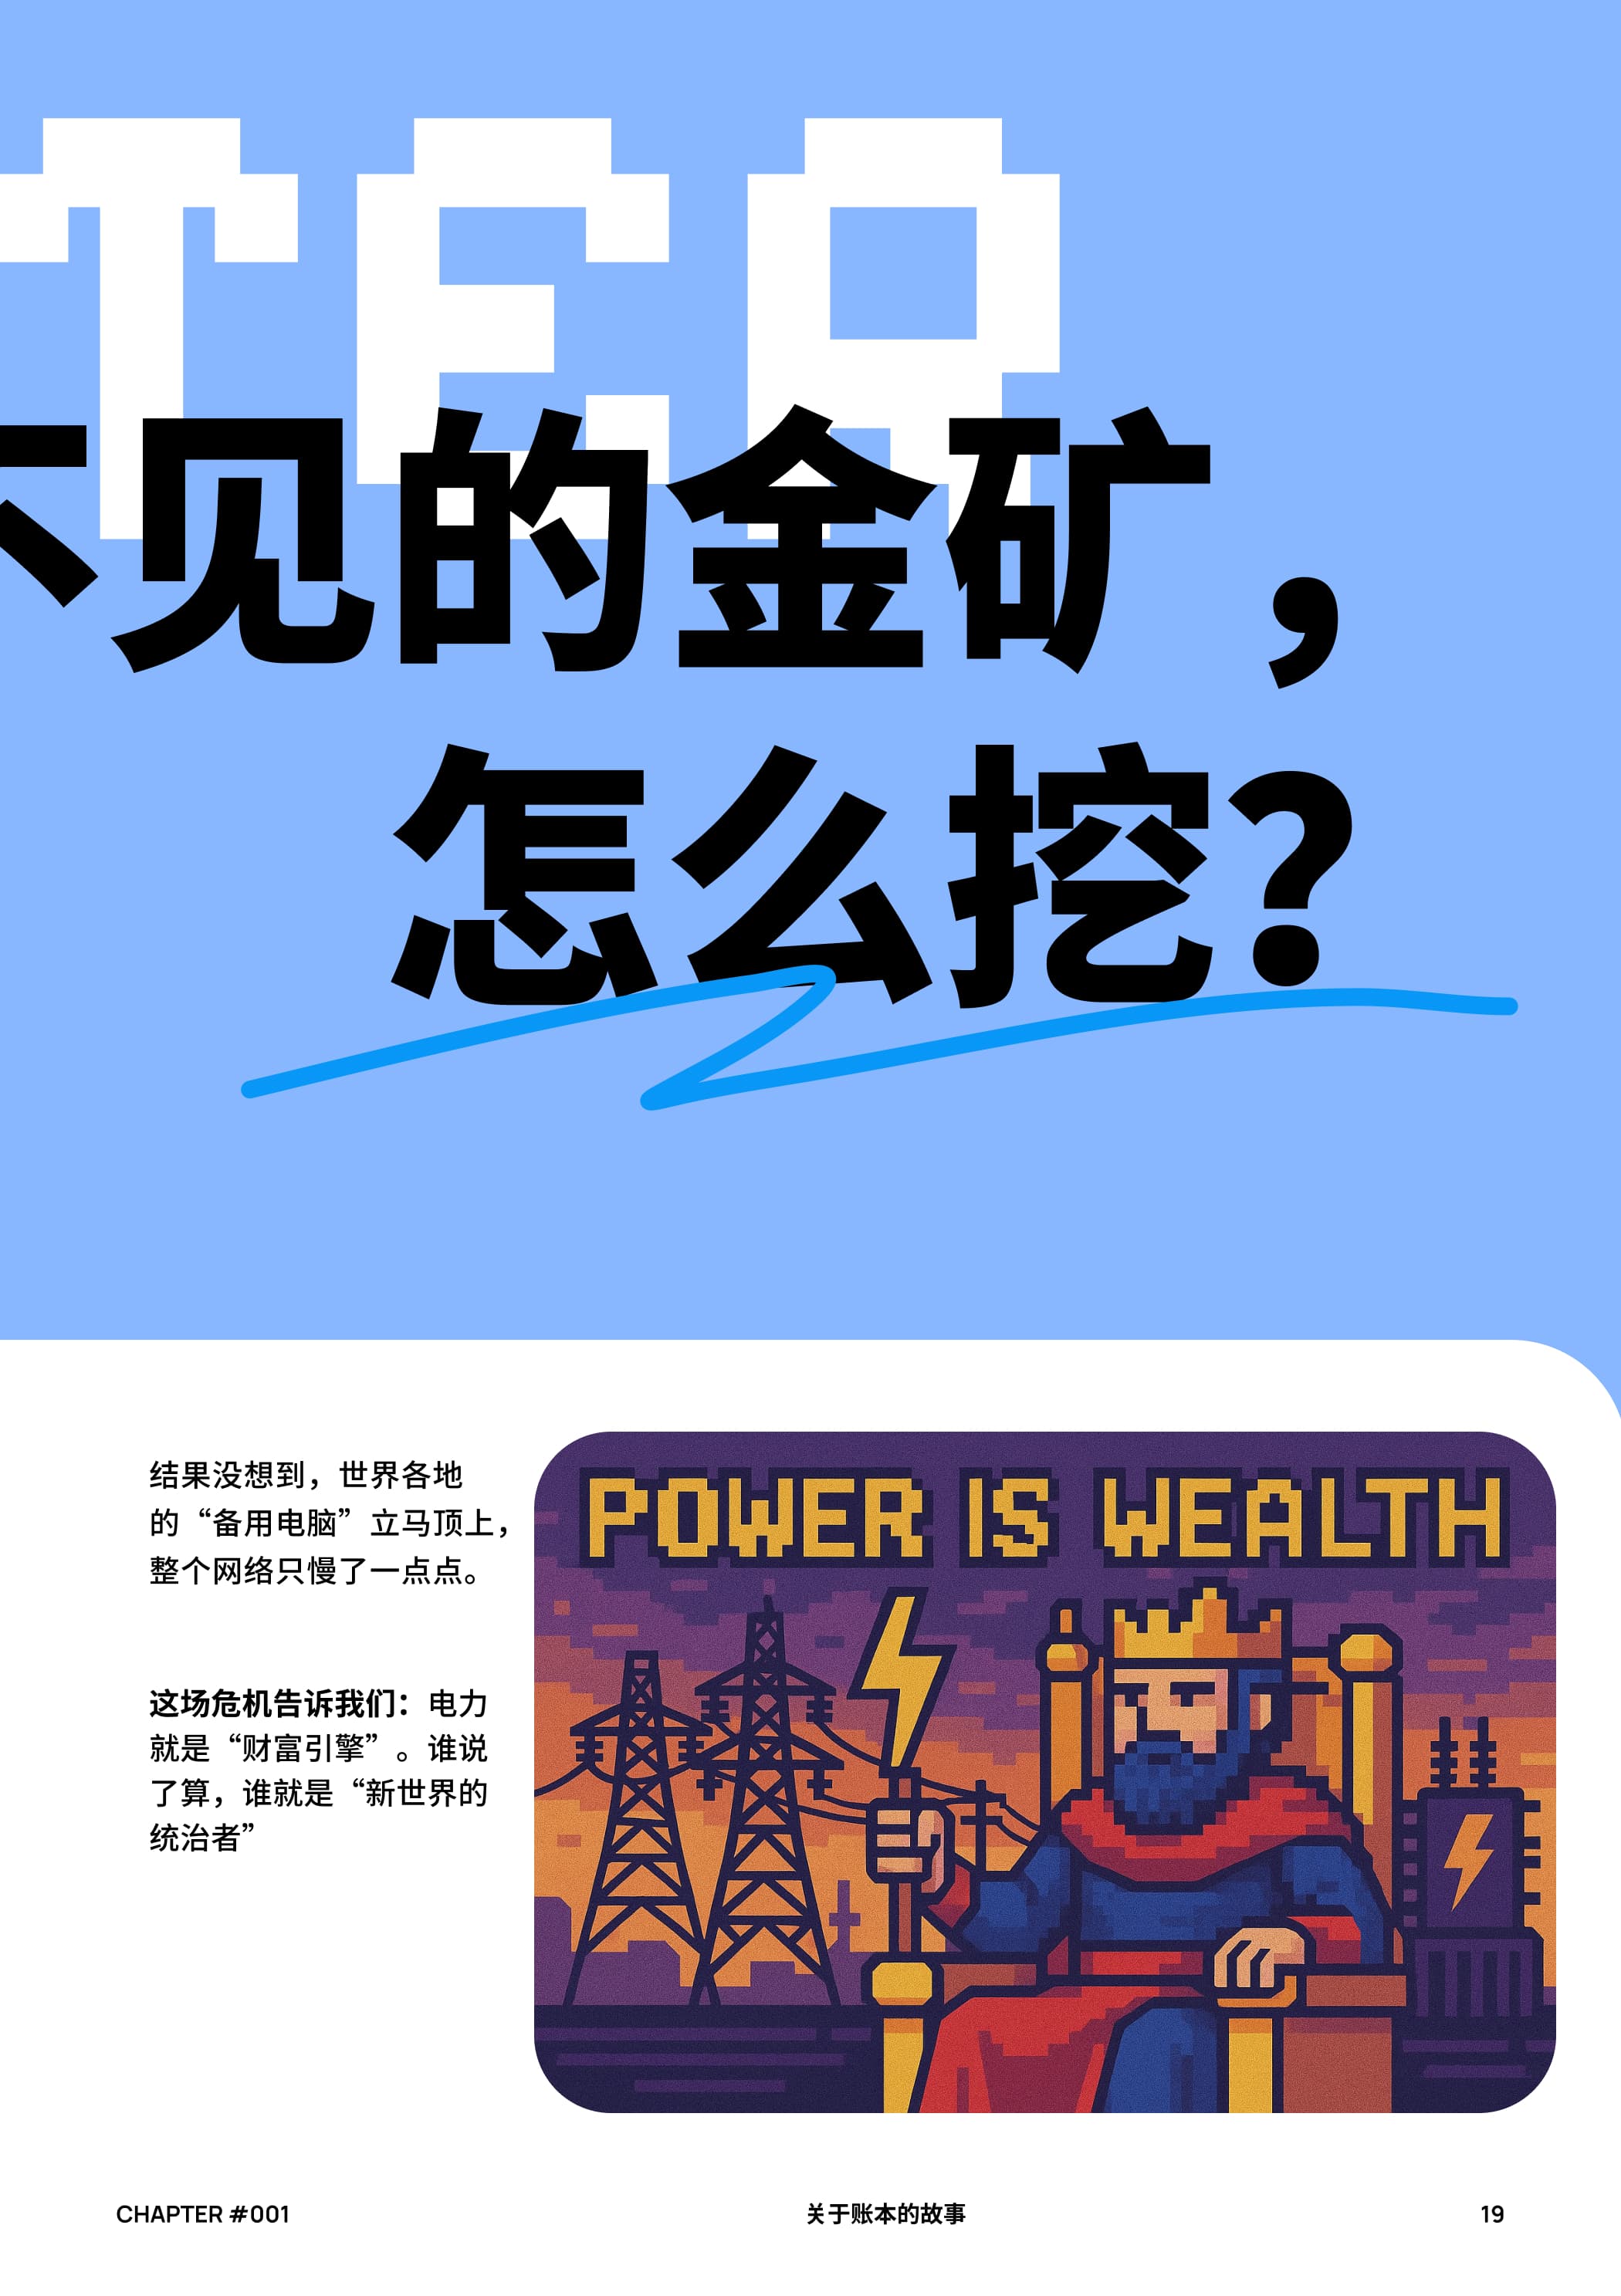 TER
不见的金矿，
怎么挖？
结果没想到，世界各地
的“备用电脑”立马顶上，
整个网络只慢了一点点。
这场危机告诉我们：电力
就是“财富引擎”。谁说
了算，谁就是“新世界的
统治者”
POWER IS WEALTH
CHAPTER #001
关于账本的故事
19